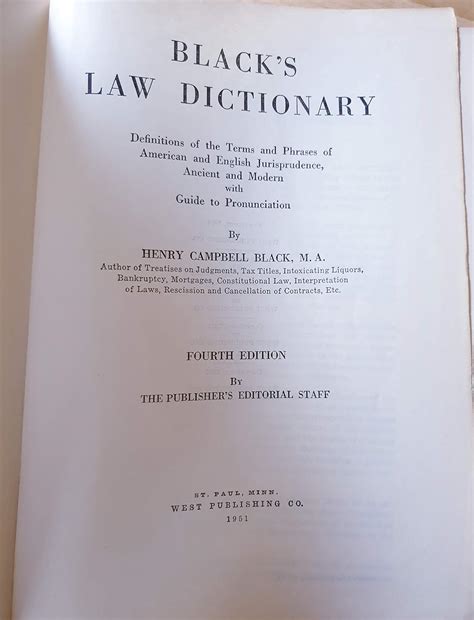 BLACK'S
LAW DICTIONARY
Definitions of the Terms and Phrases of
American and English Jurisprudence,
Ancient and Modern
with
Guide to Pronunciation
By
HENRY CAMPBELL BLACK, M. A.
Author of Treatises on Judgments, Tax Titles, Intoxicating Liquors,
Bankruptcy, Mortgages, Constitutional Law, Interpretation
of Laws, Rescission and Cancellation of Contracts, Etc.
FOURTH EDITION
By
THE PUBLISHER'S EDITORIAL STAFF
ST. PAUL, MINN.
WEST PUBLISHING CO.
1951